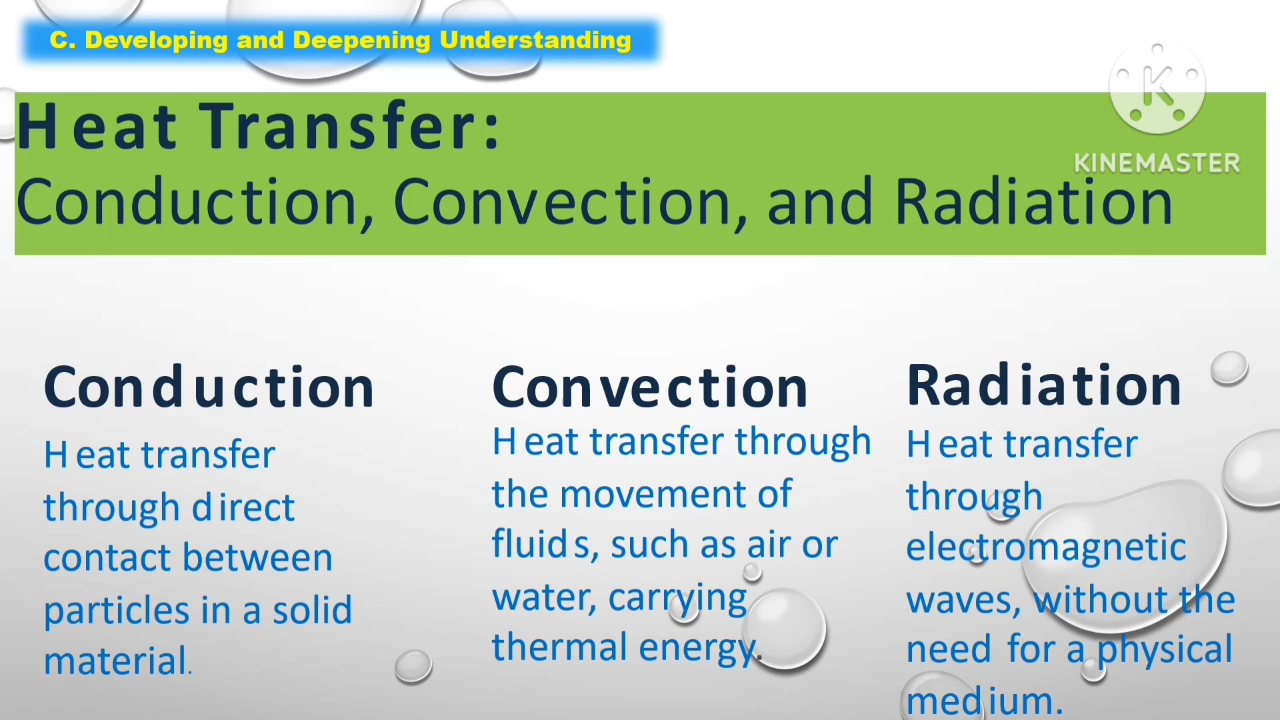 C. Developing and Deepening Understanding
KINEMASTER
Heat Transfer:
Conduction, Convection, and Radiation
Conduction
Heat transfer
through direct
contact between
particles in a solid
material.
Convection
Heat transfer through
the movement of
fluids, such as air or
water, carrying
thermal energy.
Radiation
Heat transfer
through
electromagnetic
waves, without the
need for a physical
medium.